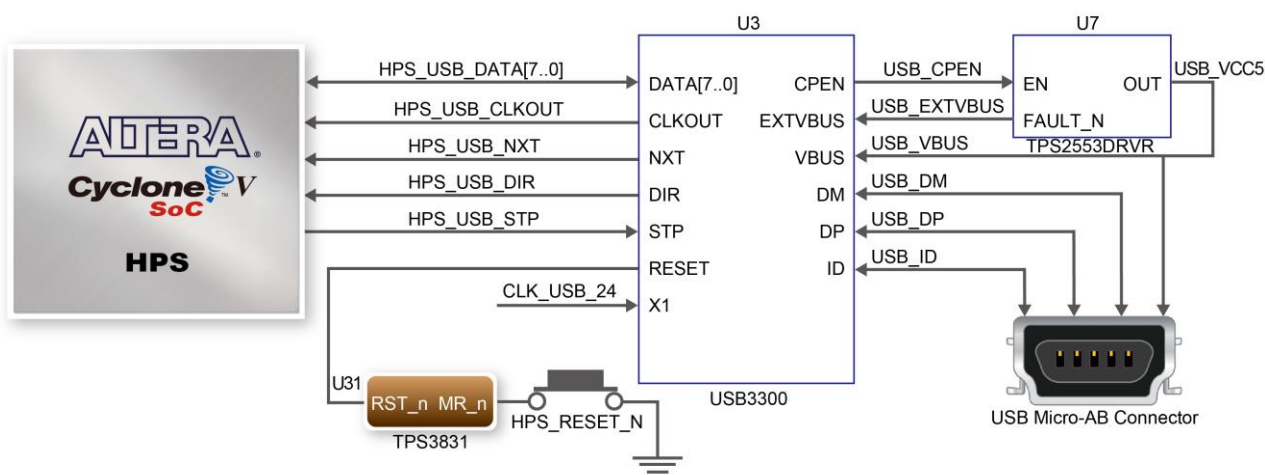 U3
U7
HPS_USB_DATA[7..0]
DATA[7..0]
CPEN
USB_CPEN
EN
OUT
USB_VCC5
HPS_USB_CLKOUT
CLKOUT
EXTVBUS
USB_EXTVBUS
FAULT_N
TPS2553DRVR
HPS_USB_NXT
NXT
VBUS
USB_VBUS
HPS_USB_DIR
DIR
DM
USB_DM
HPS_USB_STP
STP
DP
USB_DP
RESET
ID
USB_ID
CLK_USB_24
X1
ALTERA®
Cyclone™ V
SoC
HPS
U31
RST_n MR_n
TPS3831
HPS_RESET_N
USB3300
USB Micro-AB Connector